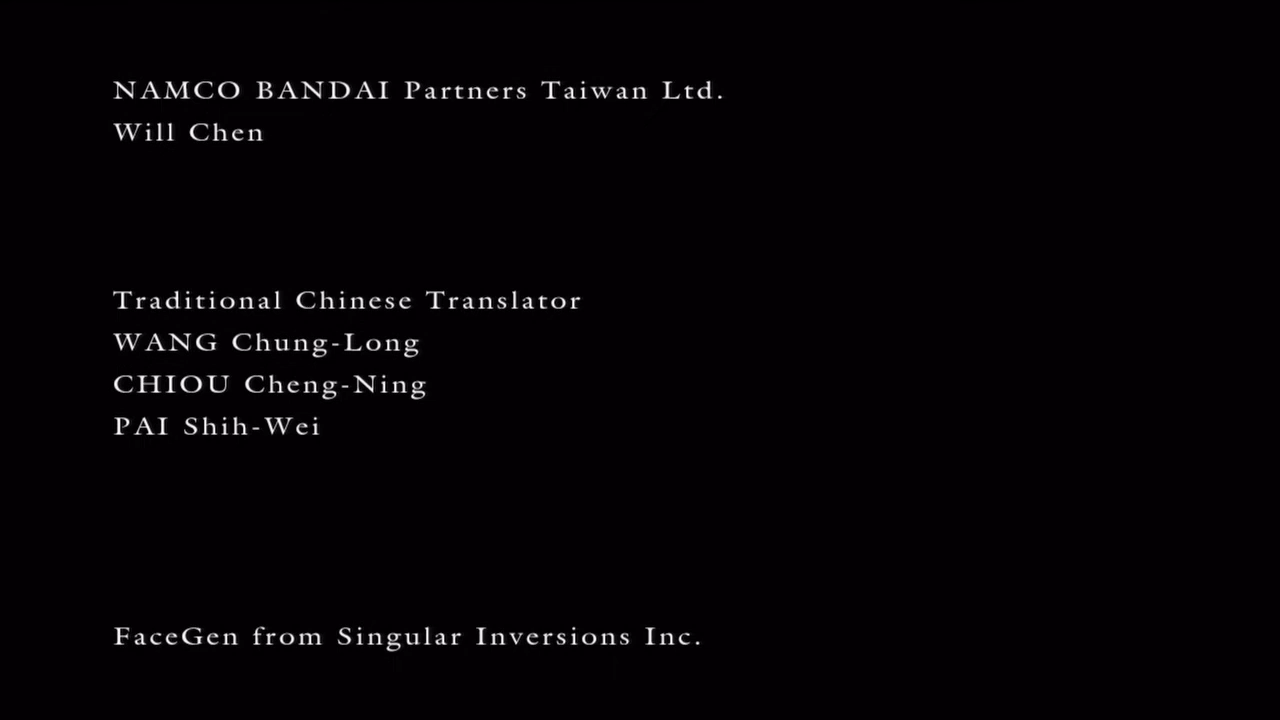 NAMCO BANDAI Partners Taiwan Ltd.
Will Chen
Traditional Chinese Translator
WANG Chung-Long
CHIOU Cheng-Ning
PAI Shih-Wei
FaceGen from Singular Inversions Inc.